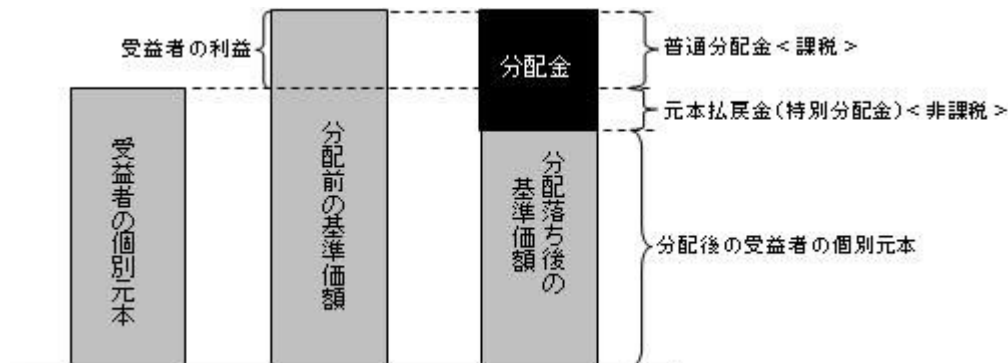 受益者の利益
分配金
普通分配金<課税>
元本払戻金(特別分配金)<非課税>
受益者の個別元本
分配前の基準価額
分配落ち後の
基準価額
分配後の受益者の個別元本